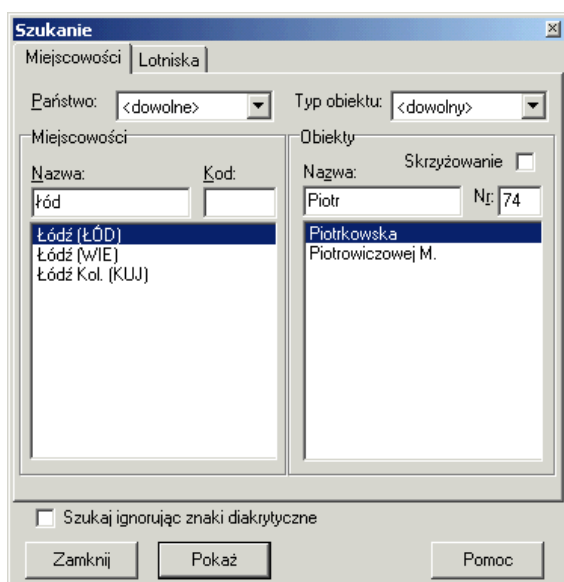 Szukanie
Miejscowości Lotniska
Państwo: <dowolne> Typ obiektu: <dowolny>
Miejscowości Obiekty
Skrzyżowanie
Nazwa: Kod: Nazwa:
łód Piotr Nr: 74
Łódź (ŁÓD) Piotrkowska
Łódź (WIE) Piotrowiczowej M.
Łódź Kol. (KUJ)
Szukaj ignorując znaki diakrytyczne
Zamknij Pokaż Pomoc